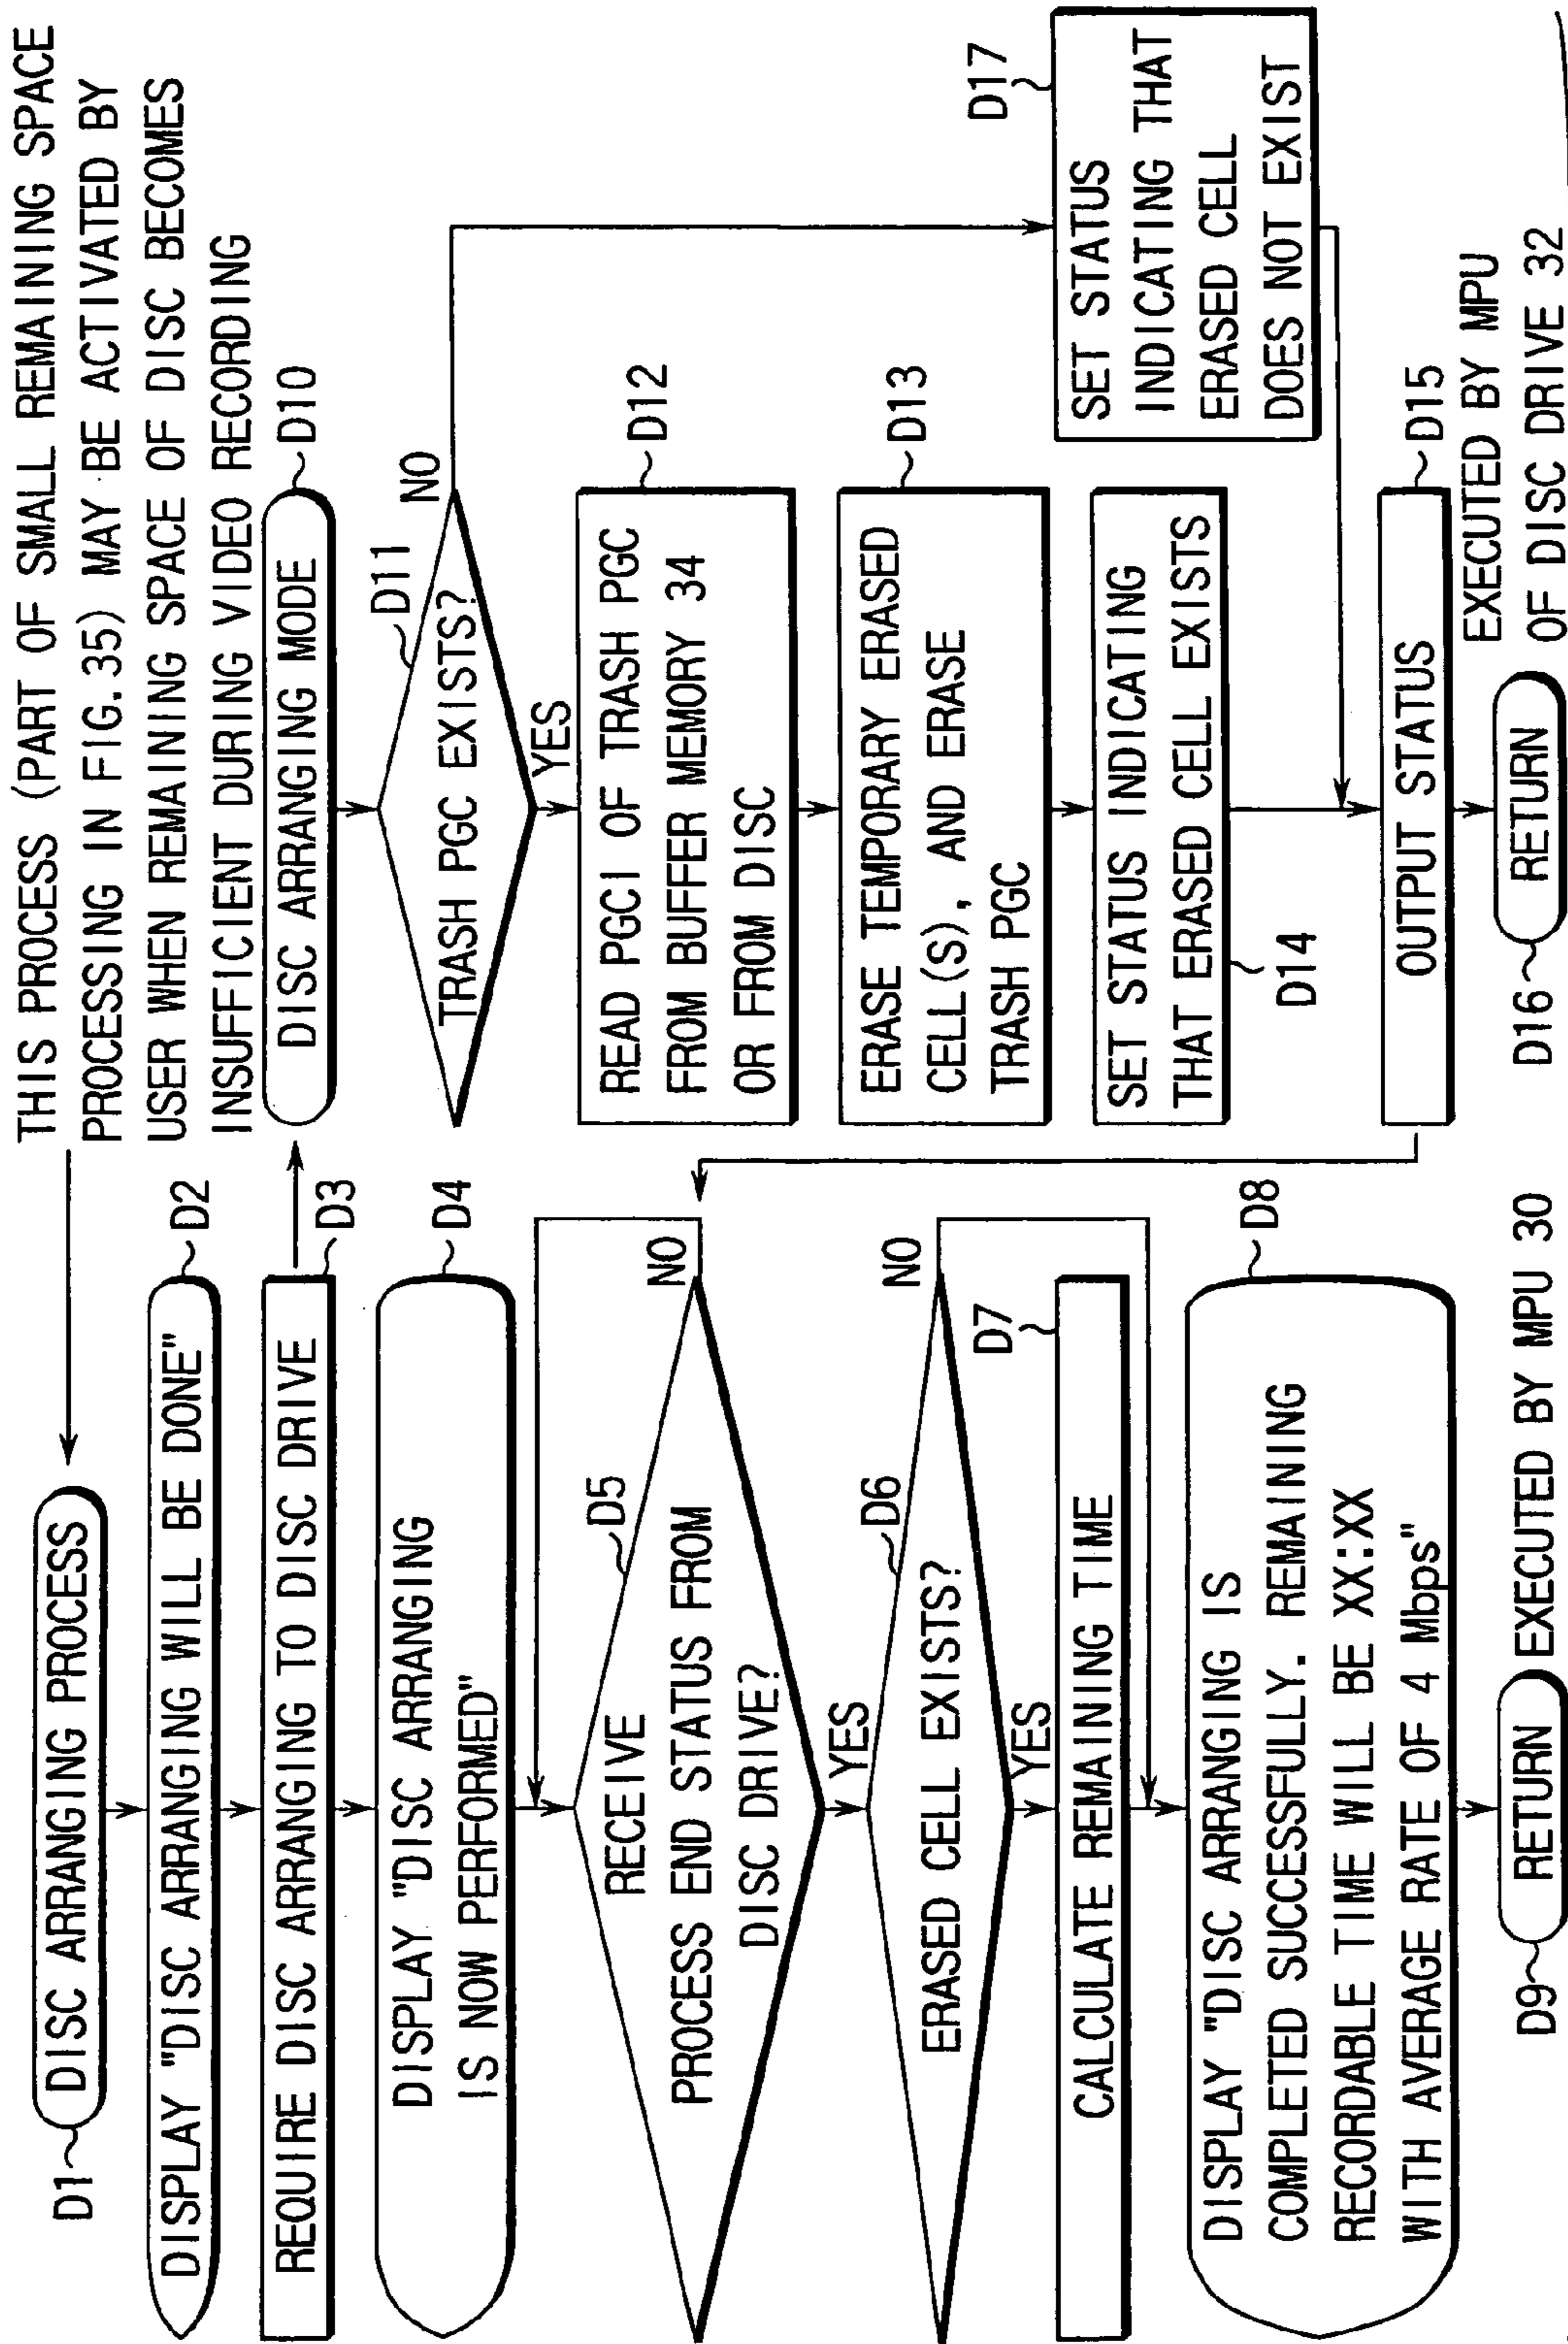 THIS PROCESS (PART OF SMALL REMAINING SPACE
PROCESSING IN FIG.35) MAY BE ACTIVATED BY
USER WHEN REMAINING SPACE OF DISC BECOMES
INSUFFICIENT DURING VIDEO RECORDING
D1
DISC ARRANGING PROCESS
D2
DISPLAY "DISC ARRANGING WILL BE DONE"
D3
REQUIRE DISC ARRANGING TO DISC DRIVE
D4
DISPLAY "DISC ARRANGING
IS NOW PERFORMED"
D5
RECEIVE
PROCESS END STATUS FROM
DISC DRIVE?
NO
YES
D6
ERASED CELL EXISTS?
NO
YES
D7
CALCULATE REMAINING TIME
D8
DISPLAY "DISC ARRANGING IS
COMPLETED SUCCESSFULLY. REMAINING
RECORDABLE TIME WILL BE XX:XX
WITH AVERAGE RATE OF 4 Mbps"
D9
RETURN
EXECUTED BY MPU 30
D10
DISC ARRANGING MODE
D11
TRASH PGC EXISTS?
NO
YES
D12
READ PGCI OF TRASH PGC
FROM BUFFER MEMORY 34
OR FROM DISC
D13
ERASE TEMPORARY ERASED
CELL(S), AND ERASE
TRASH PGC
SET STATUS INDICATING
THAT ERASED CELL EXISTS
D14
D17
SET STATUS
INDICATING THAT
ERASED CELL
DOES NOT EXIST
D15
OUTPUT STATUS
D16
RETURN
EXECUTED BY MPU
OF DISC DRIVE 32